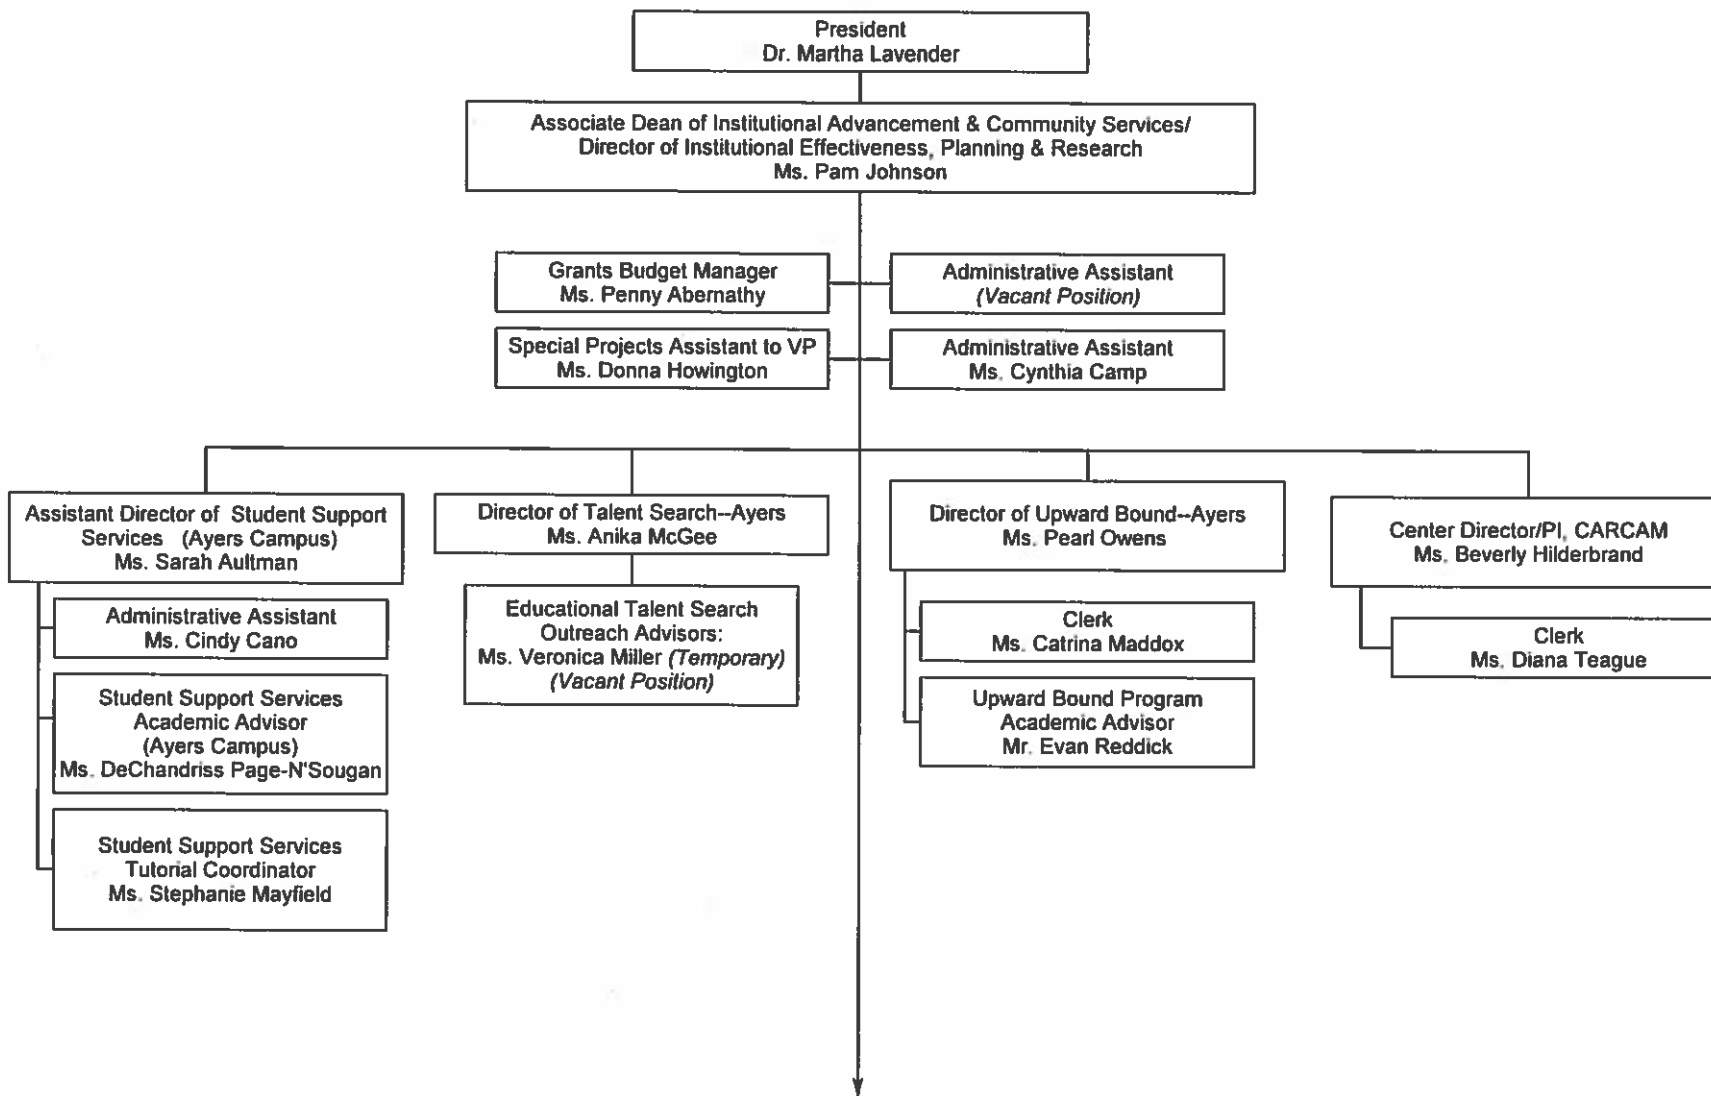 President
Dr. Martha Lavender
Associate Dean of Institutional Advancement & Community Services/
Director of Institutional Effectiveness, Planning & Research
Ms. Pam Johnson
Grants Budget Manager
Ms. Penny Abernathy
Administrative Assistant
(Vacant Position)
Special Projects Assistant to VP
Ms. Donna Howington
Administrative Assistant
Ms. Cynthia Camp
Assistant Director of Student Support
Services (Ayers Campus)
Ms. Sarah Aultman
Administrative Assistant
Ms. Cindy Cano
Student Support Services
Academic Advisor
(Ayers Campus)
Ms. DeChandriss Page-N'Sougan
Student Support Services
Tutorial Coordinator
Ms. Stephanie Mayfield
Director of Talent Search--Ayers
Ms. Anika McGee
Educational Talent Search
Outreach Advisors:
Ms. Veronica Miller (Temporary)
(Vacant Position)
Director of Upward Bound--Ayers
Ms. Pearl Owens
Clerk
Ms. Catrina Maddox
Upward Bound Program
Academic Advisor
Mr. Evan Reddick
Center Director/PI, CARCAM
Ms. Beverly Hilderbrand
Clerk
Ms. Diana Teague